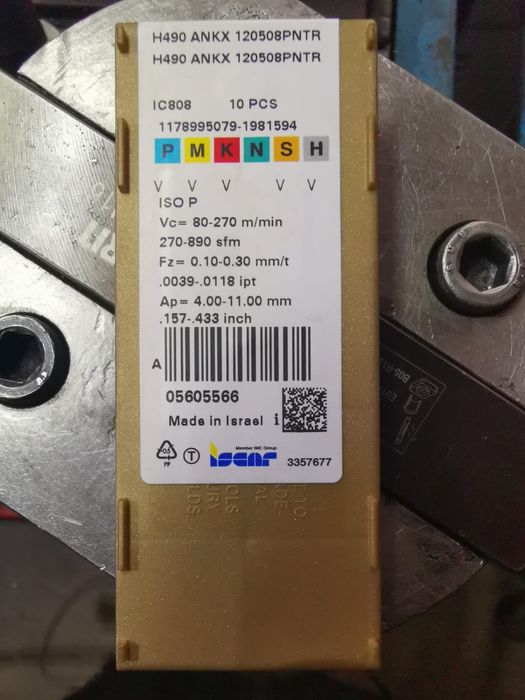 H490 ANKX 120508PNTR
H490 ANKX 120508PNTR
IC808 10 PCS
1178995079-1981594
P M K N S H
V V V V V
ISO P
Vc= 80-270 m/min
270-890 sfm
Fz= 0.10-0.30 mm/t
.0039-.0118 ipt
Ap= 4.00-11.00 mm
.157-.433 inch
A
05605566
Made in Israel i
05
PP
T
Member IMC Group
iscar
3357677